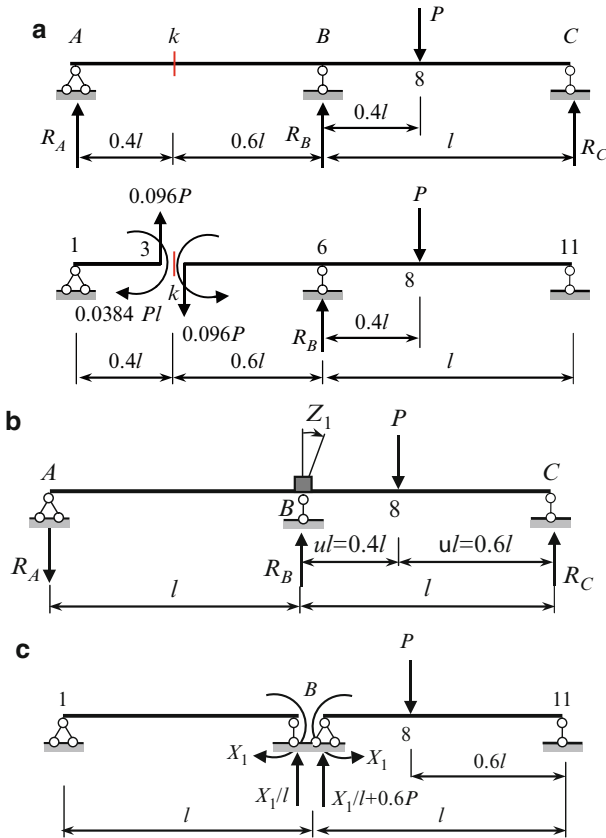 a
P
A k B C
8
R_A 0.4l 0.6l R_B 0.4l l R_C
0.096P
P
1 3 6 11
k 8
0.0384 Pl 0.096P R_B 0.4l
0.4l 0.6l l
b
Z_1
P
A C
B 8
R_A R_B ul=0.4l ul=0.6l R_C
l l
c
P
1 B 11
8
X_1 X_1 0.6l
X_1/l X_1/l+0.6P
l l